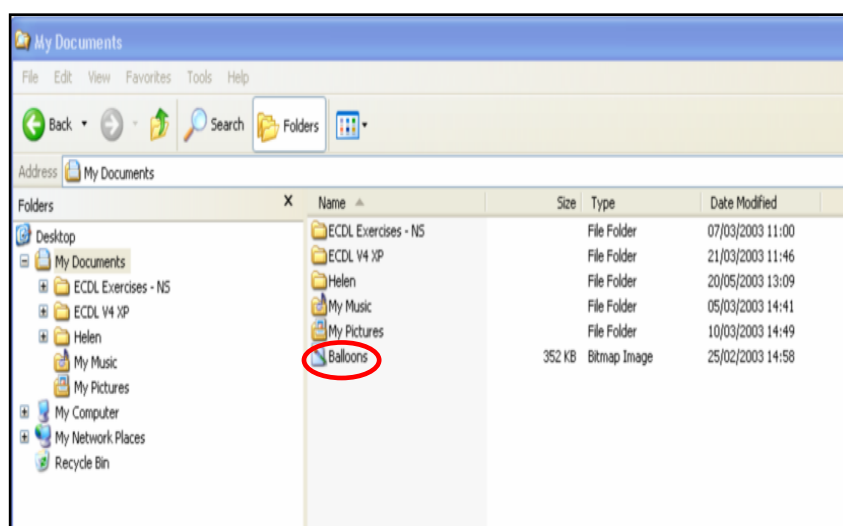 My Documents
File Edit View Favorites Tools Help
Back Search Folders
Address My Documents
Folders X Name Size Type Date Modified
Desktop ECDL Exercises - NS File Folder 07/03/2003 11:00
My Documents ECDL V4 XP File Folder 21/03/2003 11:46
ECDL Exercises - NS Helen File Folder 20/05/2003 13:09
ECDL V4 XP My Music File Folder 05/03/2003 14:41
Helen My Pictures File Folder 10/03/2003 14:49
My Music Balloons 352 KB Bitmap Image 25/02/2003 14:58
My Pictures
My Computer
My Network Places
Recycle Bin